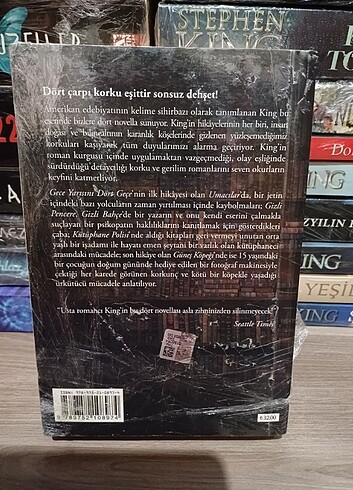 STEPHEN
KING
Dört çarpı korku eşittir sonsuz dehşet!
Amerikan edebiyatının kelime sihirbazı olarak tanımlanan King bu
eserinde bizlere dört novella sunuyor. King'in hikâyelerinin her biri, insan
doğası ve bilinçaltının karanlık köşelerinde gizlenen yüzleşemediğimiz
korkuları kaşıyarak tüm duyularımızı alarma geçiriyor. King'in
roman kurgusu içinde uygulamaktan vazgeçmediği, olay eşliğinde
sürdürdüğü detaycılığı korku ve gerilim romanlarını seven okurların
keyfini katmerliyor.
Gece Yarısını Dört Geçe'nin ilk hikâyesi olan Umacılar'da, bir jetin
içindeki bazı yolcuların zaman yırtılması içinde kaybolmaları; Gizli
Pencere, Gizli Bahçe'de bir yazarın ve onu kendi eserini çalmakla
suçlayan bir psikopatın haklılıklarını kanıtlamak için gösterdikleri
çaba; Kütüphane Polisi'nde aldığı kitapları geri vermeyi unutan orta
yaşlı bir işadamı ile hayatı emen şeytani bir varlık olan kütüphaneci
arasındaki mücadele; son hikâye olan Güneş Köpeği'nde ise 15 yaşındaki
bir çocuğun doğum gününde hediye edilen bir fotoğraf makinesiyle
çektiği her karede görünen korkunç ve kötü bir köpekle yaşadığı
ürkütücü mücadele anlatılıyor.
"Usta romancı King'in bu dört novellası asla zihninizden silinmeyecek."
Seattle Times
9 789752 108974
₺ 32,00
YEŞİL
KING